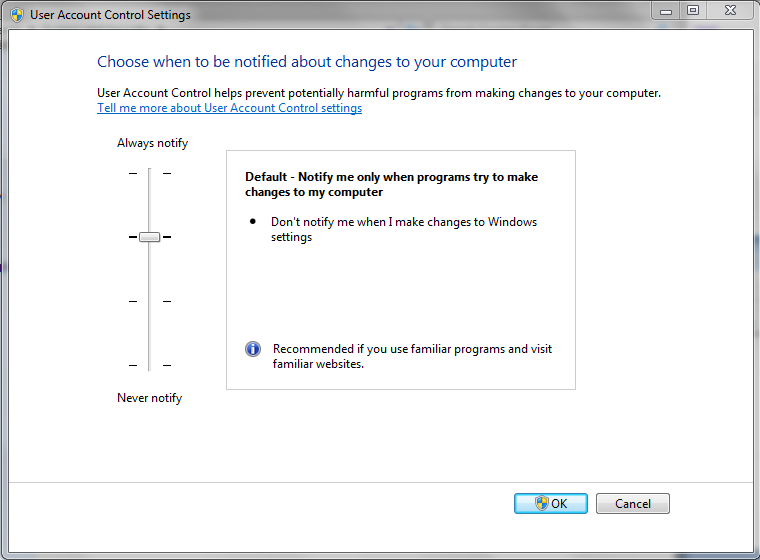 User Account Control Settings
Choose when to be notified about changes to your computer
User Account Control helps prevent potentially harmful programs from making changes to your computer.
Tell me more about User Account Control settings
Always notify
Default - Notify me only when programs try to make
changes to my computer
Don't notify me when I make changes to Windows
settings
Recommended if you use familiar programs and visit
familiar websites.
Never notify
OK
Cancel